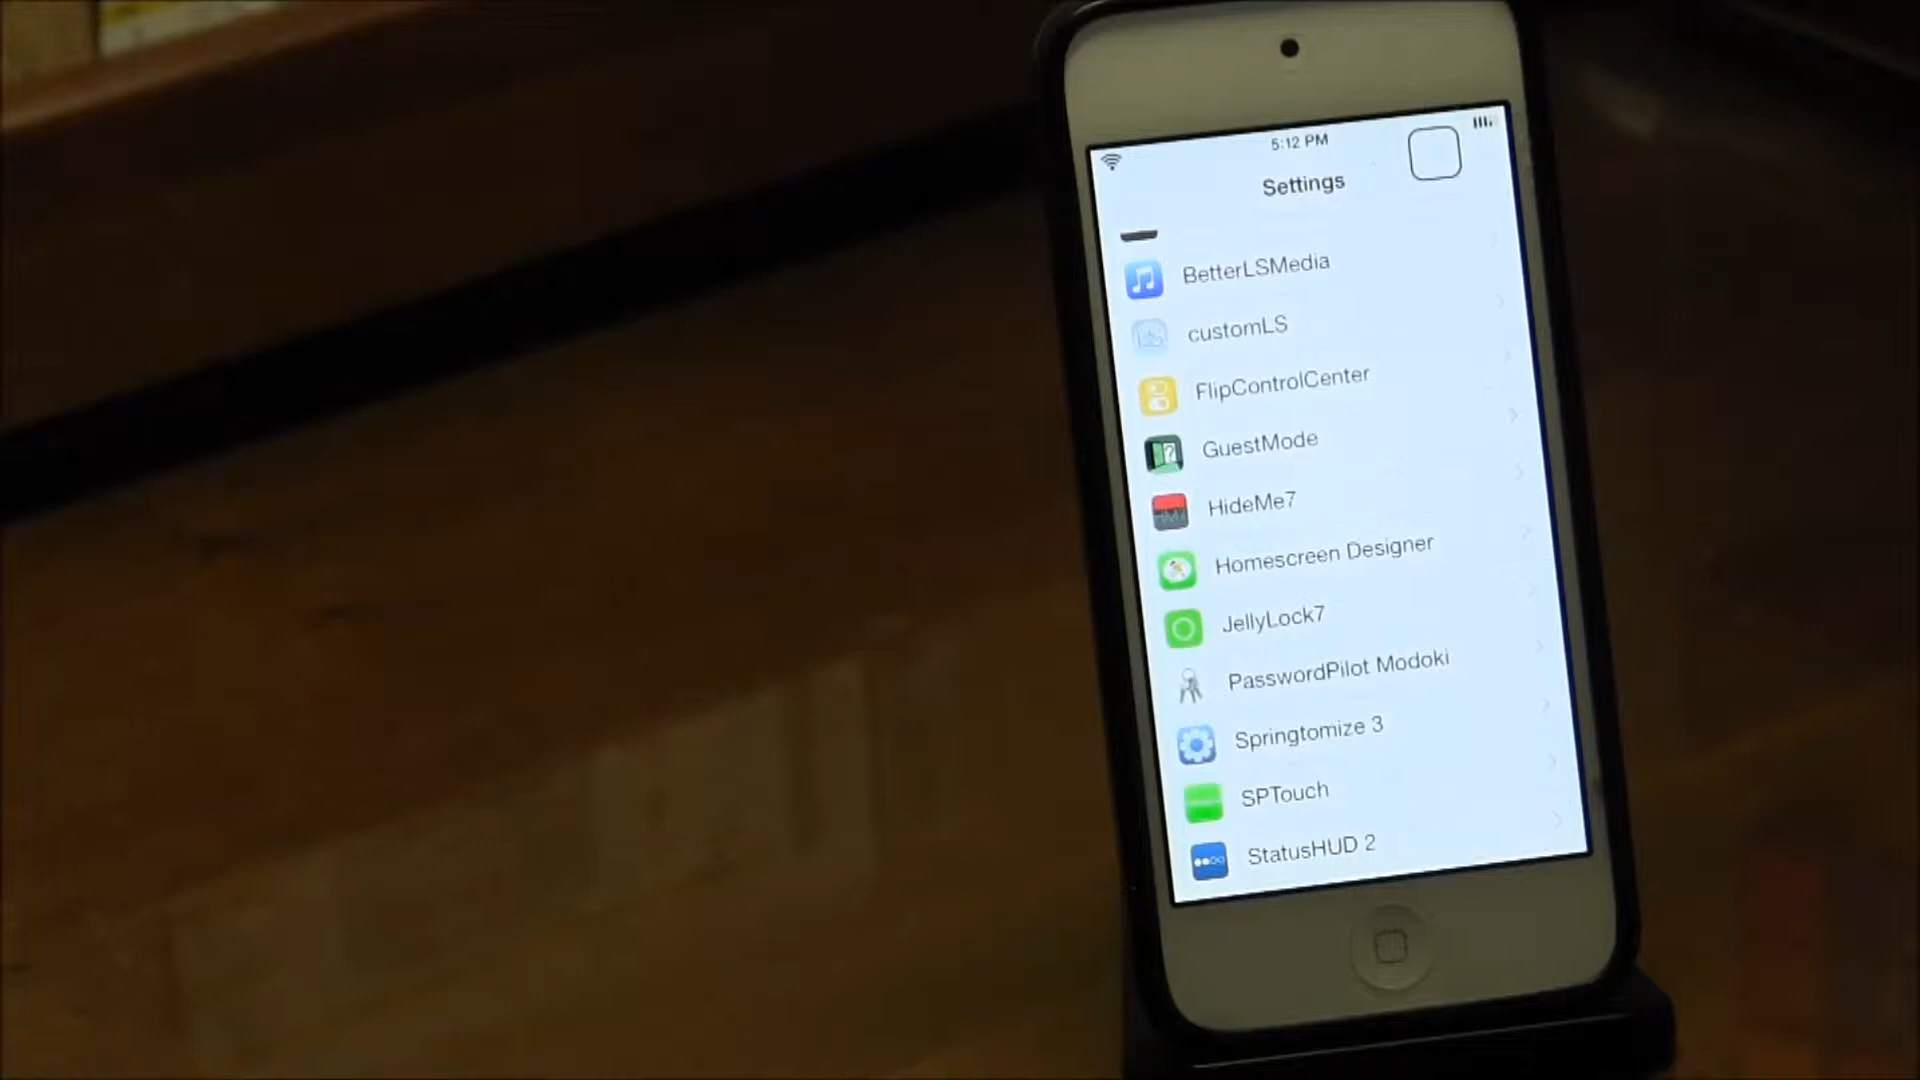 5:12 PM
Settings
BetterLSMedia
customLS
FlipControlCenter
GuestMode
HideMe7
Homescreen Designer
JellyLock7
PasswordPilot Modoki
Springtomize 3
SPTouch
StatusHUD 2